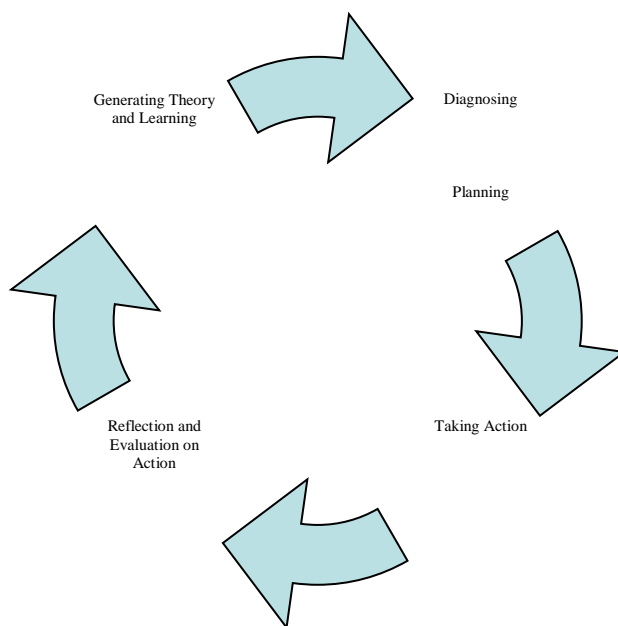 Generating Theory
and Learning
Diagnosing
Planning
Taking Action
Reflection and
Evaluation on
Action